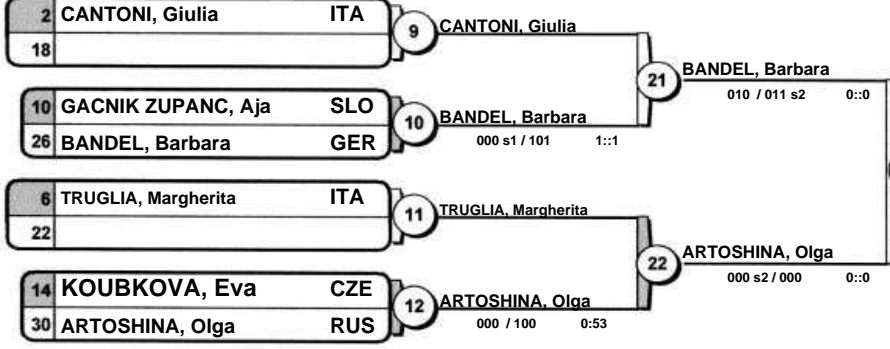 2 CANTONI, Giulia ITA
18
9
CANTONI, Giulia
10 GACNIK ZUPANC, Aja SLO
26 BANDEL, Barbara GER
10
BANDEL, Barbara
000 s1 / 101 1::1
21
BANDEL, Barbara
010 / 011 s2 0::0
6 TRUGLIA, Margherita ITA
22
11
TRUGLIA, Margherita
14 KOUBKOVA, Eva CZE
30 ARTOSHINA, Olga RUS
12
ARTOSHINA, Olga
000 / 100 0:53
22
ARTOSHINA, Olga
000 s2 / 000 0::0